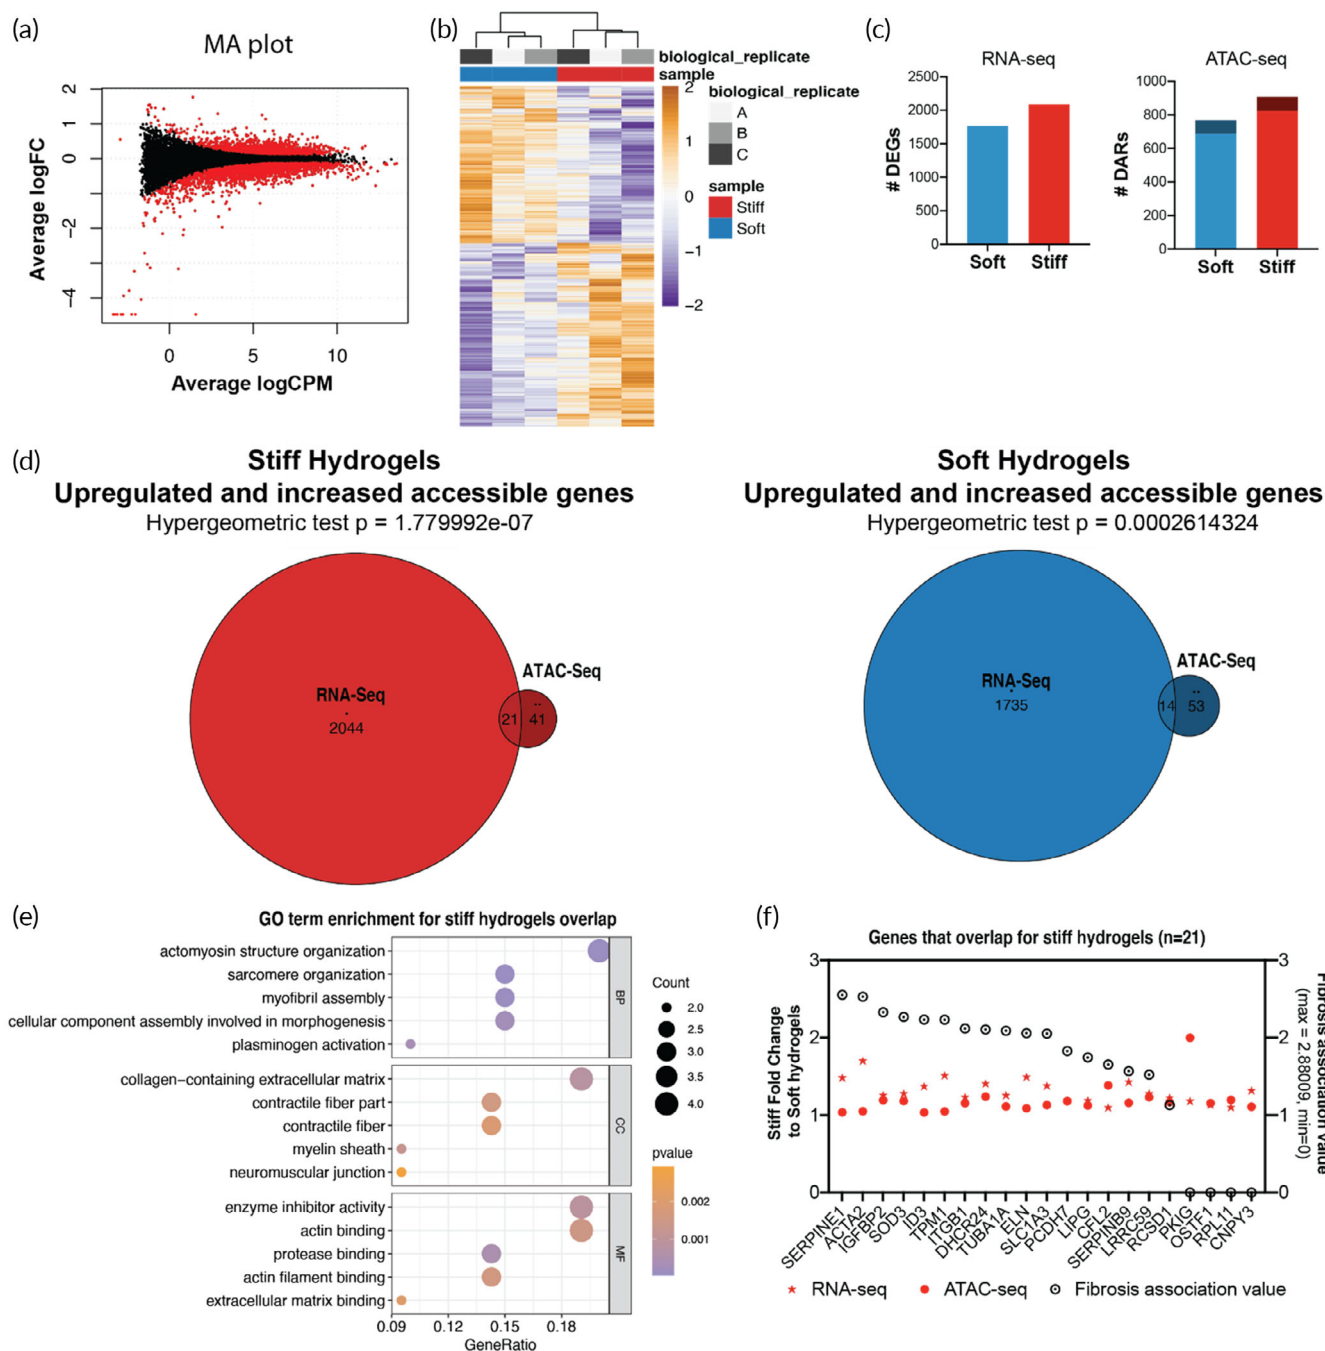 (a)
MA plot
Average logFC
2
1
0
−2
−4
0
5
10
Average logCPM
(b)
biological_replicate
sample
2
1
0
−1
−2
biological_replicate
A
B
C
sample
Stiff
Soft
(c)
RNA-seq
# DEGs
2500
2000
1500
2000
500
0
Soft
Stiff
ATAC-seq
# DARs
1000
800
600
400
200
0
Soft
Stiff
(d)
Stiff Hydrogels
Upregulated and increased accessible genes
Hypergeometric test p = 1.779992e-07
RNA-Seq
2044
ATAC-Seq
21
41
Soft Hydrogels
Upregulated and increased accessible genes
Hypergeometric test p = 0.0002614324
RNA-Seq
1735
ATAC-Seq
14
53
(e)
GO term enrichment for stiff hydrogels overlap
actomyosin structure organization
sarcomere organization
myofibril assembly
cellular component assembly involved in morphogenesis
plasminogen activation
BP
collagen−containing extracellular matrix
contractile fiber part
contractile fiber
myelin sheath
neuromuscular junction
CC
enzyme inhibitor activity
actin binding
protease binding
actin filament binding
extracellular matrix binding
MF
0.09
0.12
0.15
0.18
GeneRatio
Count
2.0
2.5
3.0
3.5
4.0
pvalue
0.002
0.001
(f)
Genes that overlap for stiff hydrogels (n=21)
Stiff Fold Change
to Soft hydrogels
3
2
1
0
3
2
1
0
Fibrosis association value
(max = 2.88009, min=0)
SERPINE1
ACTA2
IGFBP2
SOD3
ID3
TPM1
ITGB1
DHCR24
TUBA1A
ELN
SLC1A3
PCDH7
LIPG
CFL2
SERPINB9
LRRC59
RCSD1
PKIG
OSTF1
RPL11
CNPY3
RNA-seq
ATAC-seq
Fibrosis association value